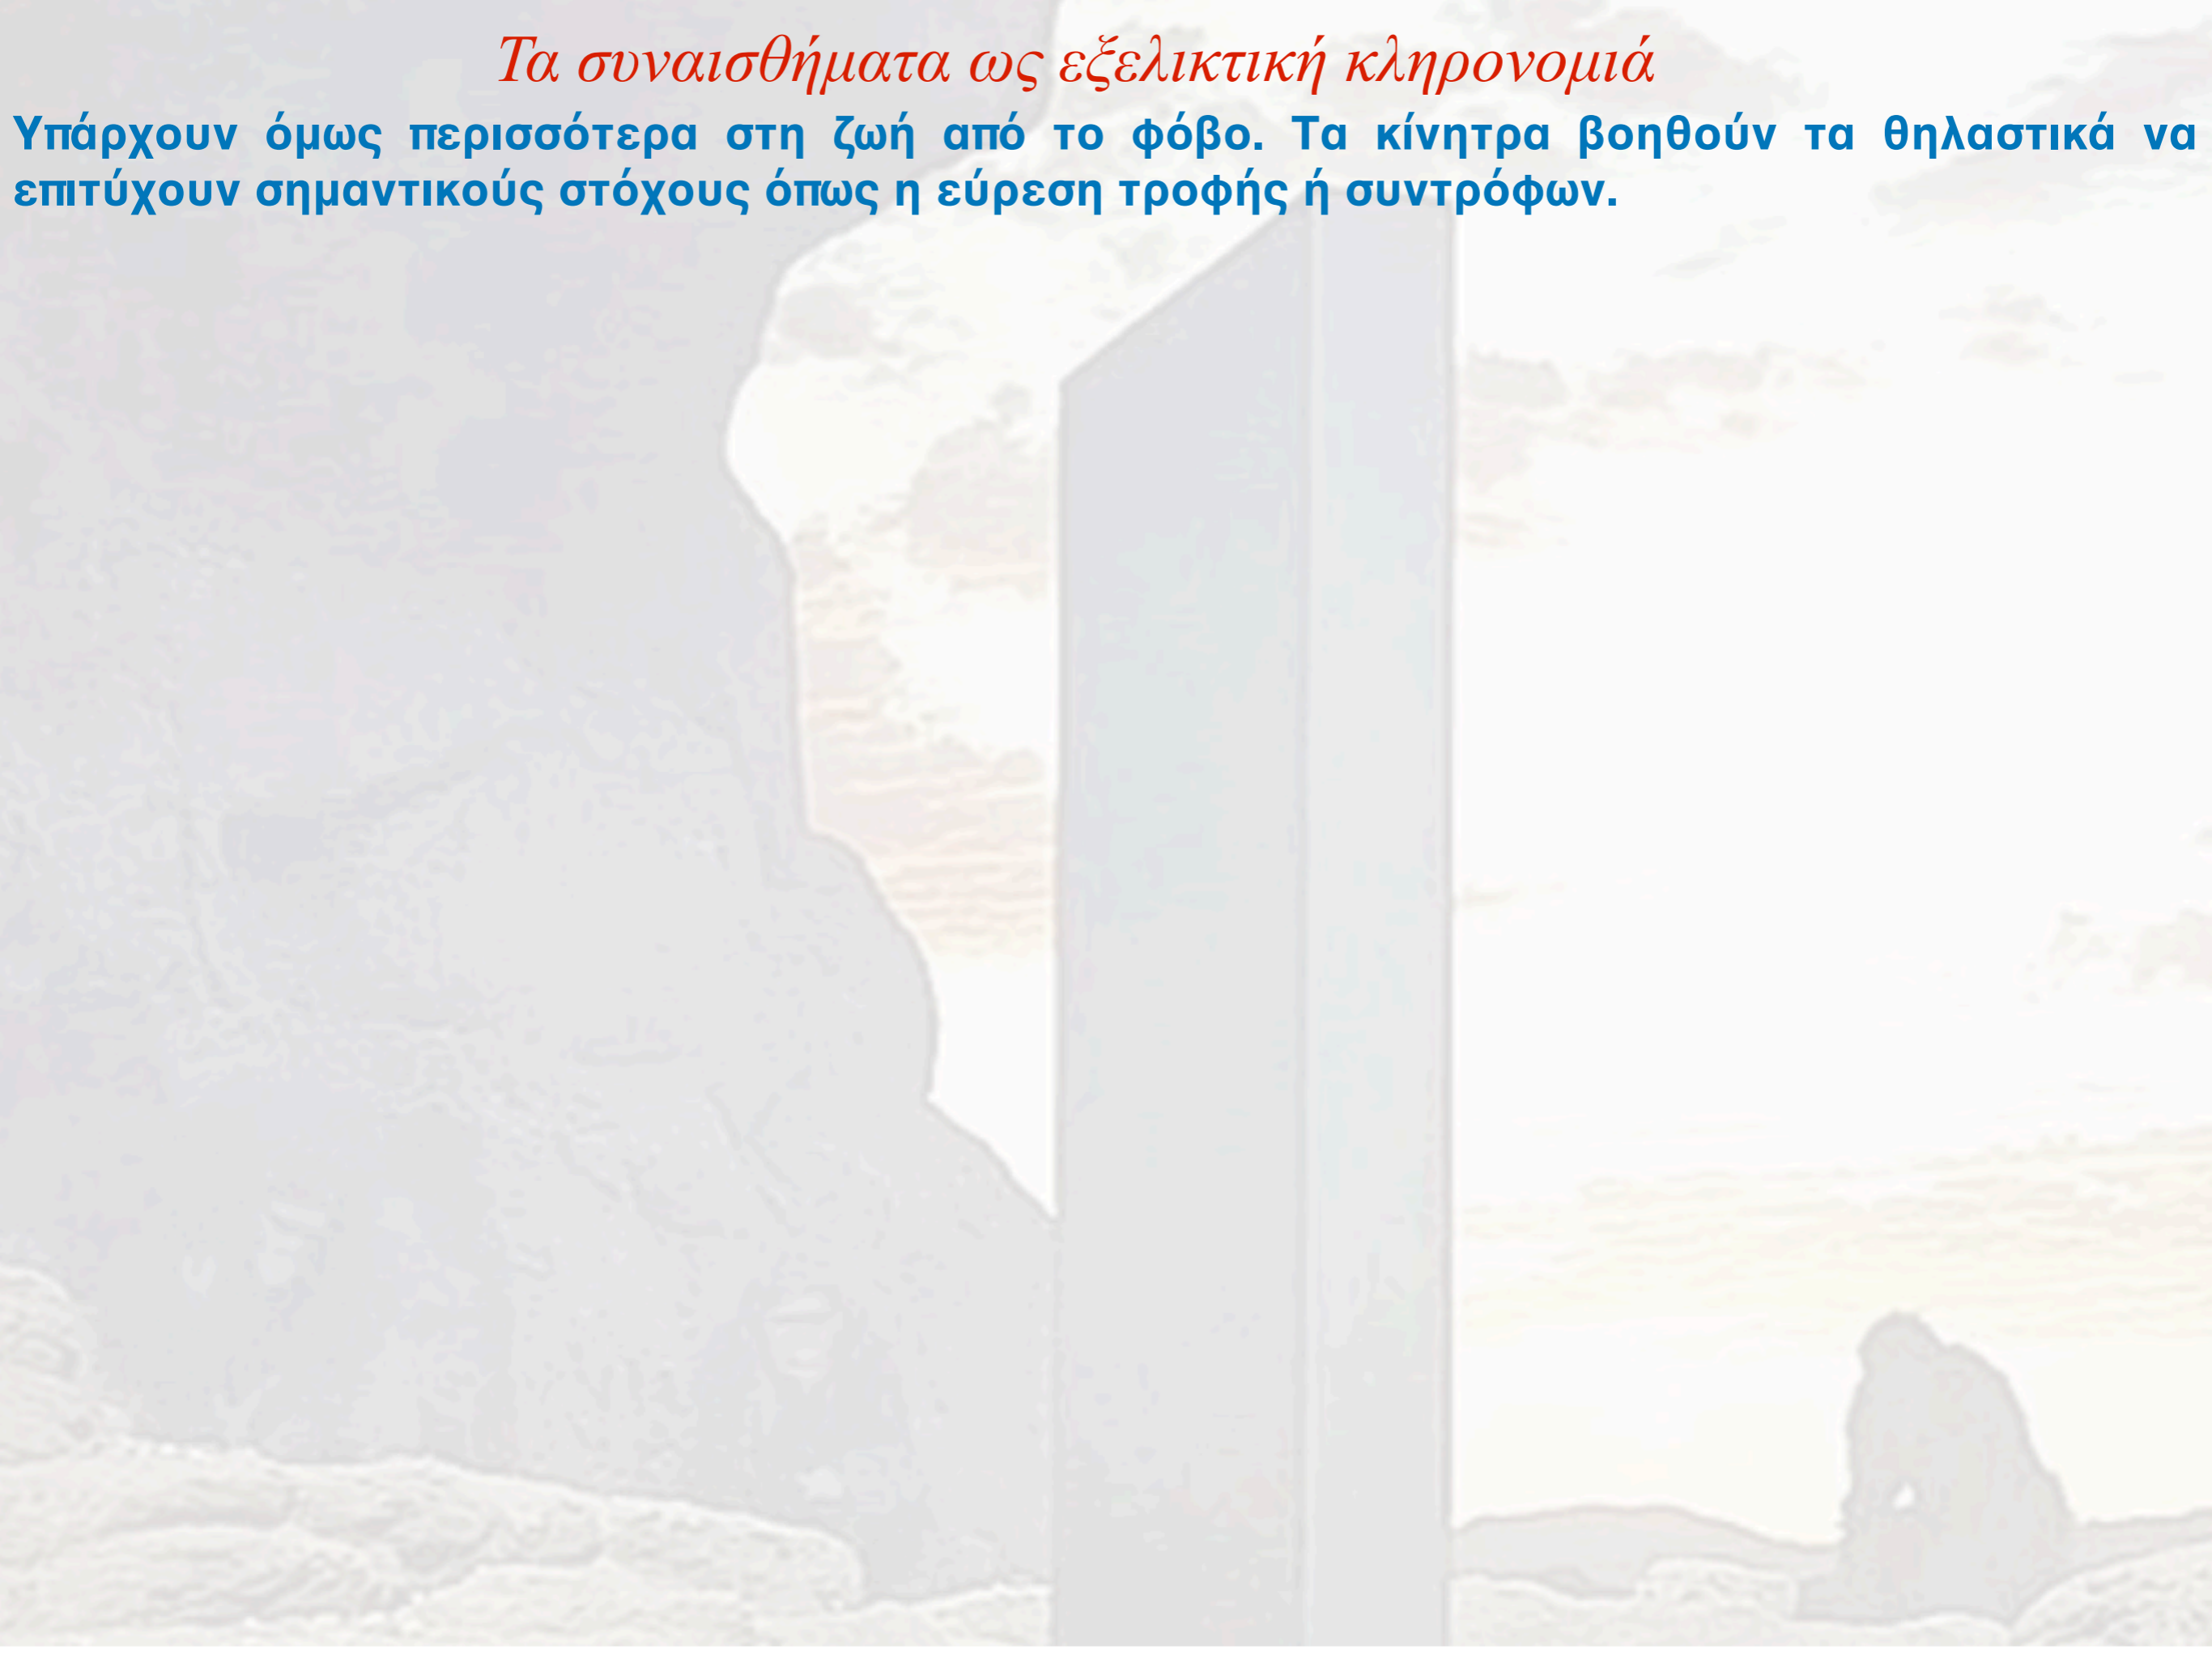 Τα συναισθήματα ως εξελικτική κληρονομιά
Υπάρχουν όμως περισσότερα στη ζωή από το φόβο. Τα κίνητρα βοηθούν τα θηλαστικά να
επιτύχουν σημαντικούς στόχους όπως η εύρεση τροφής ή συντρόφων.